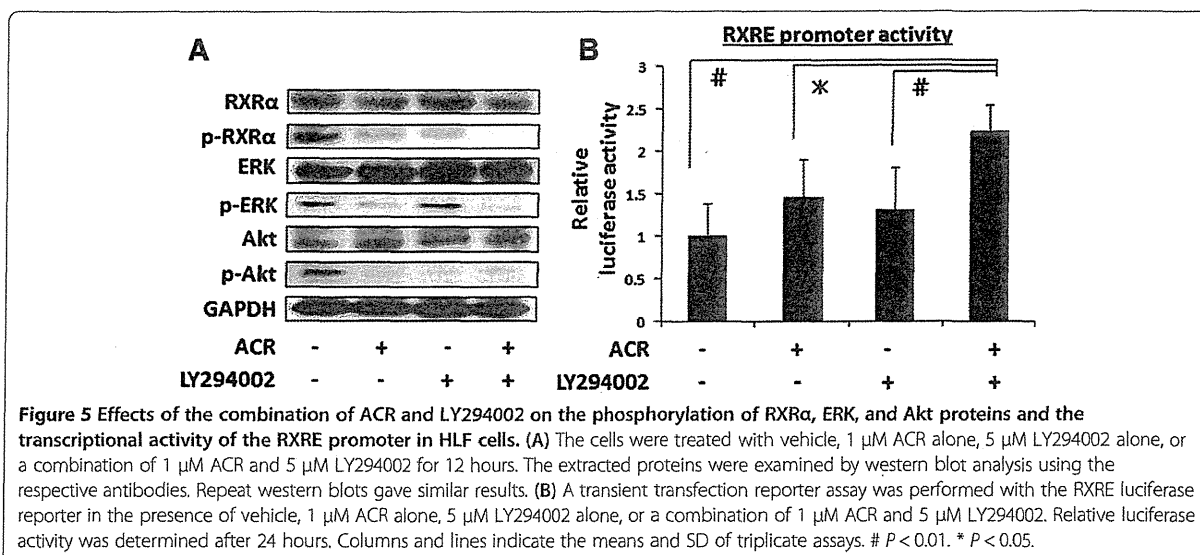 A
RXRα
p-RXRα
ERK
p-ERK
Akt
p-Akt
GAPDH
ACR - + - +
LY294002 - - + +
B
RXRE promoter activity
Relative
luciferase activity
3
2.5
2
1.5
1
0.5
0
# * #
ACR - + - +
LY294002 - - + +
Figure 5 Effects of the combination of ACR and LY294002 on the phosphorylation of RXRα, ERK, and Akt proteins and the
transcriptional activity of the RXRE promoter in HLF cells. (A) The cells were treated with vehicle, 1 μM ACR alone, 5 μM LY294002 alone, or
a combination of 1 μM ACR and 5 μM LY294002 for 12 hours. The extracted proteins were examined by western blot analysis using the
respective antibodies. Repeat western blots gave similar results. (B) A transient transfection reporter assay was performed with the RXRE luciferase
reporter in the presence of vehicle, 1 μM ACR alone, 5 μM LY294002 alone, or a combination of 1 μM ACR and 5 μM LY294002. Relative luciferase
activity was determined after 24 hours. Columns and lines indicate the means and SD of triplicate assays. # P < 0.01. * P < 0.05.